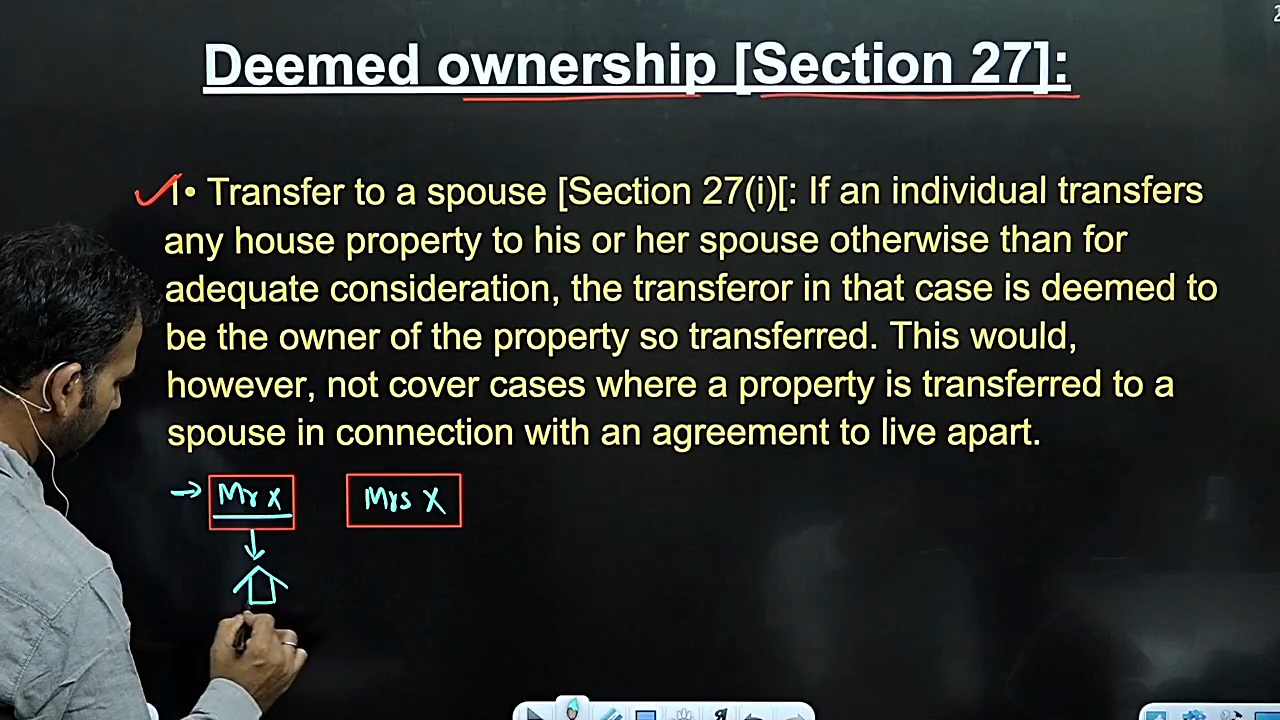 Deemed ownership [Section 27]:
1• Transfer to a spouse [Section 27(i)[: If an individual transfers
any house property to his or her spouse otherwise than for
adequate consideration, the transferor in that case is deemed to
be the owner of the property so transferred. This would,
however, not cover cases where a property is transferred to a
spouse in connection with an agreement to live apart.
Mr X Mrs X